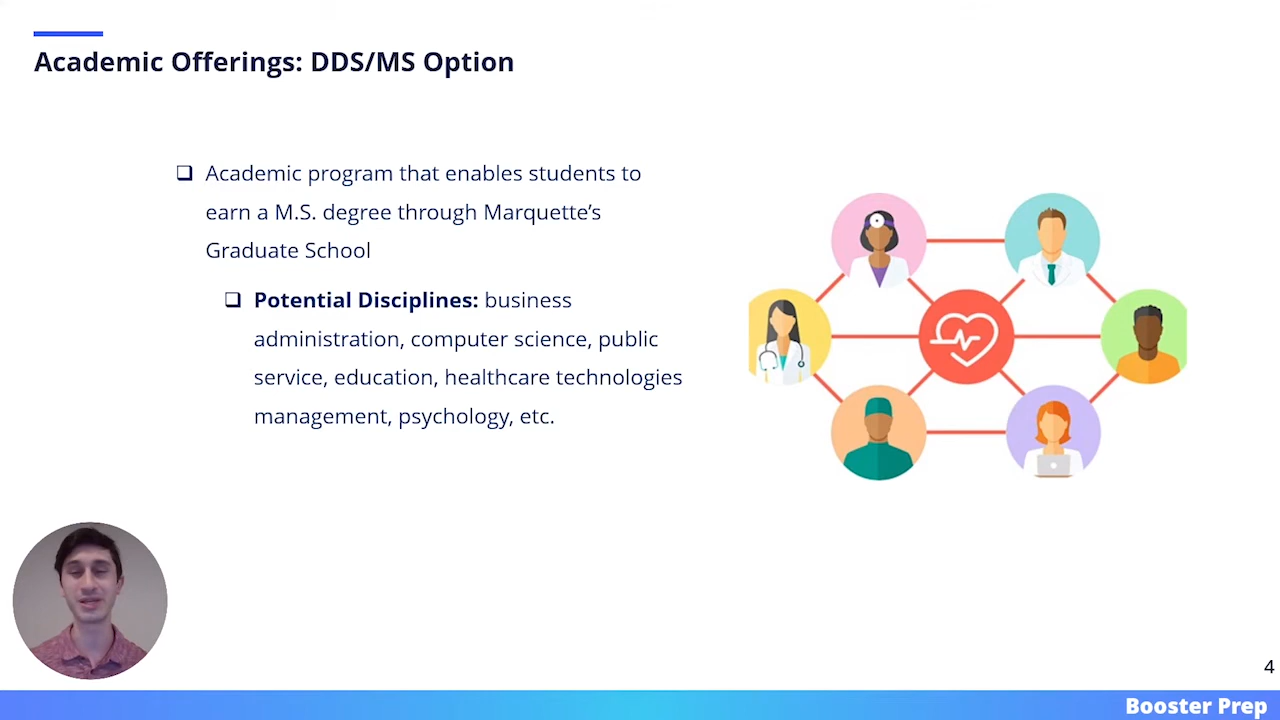 Academic Offerings: DDS/MS Option
Academic program that enables students to
earn a M.S. degree through Marquette’s
Graduate School
Potential Disciplines: business
administration, computer science, public
service, education, healthcare technologies
management, psychology, etc.
4
Booster Prep